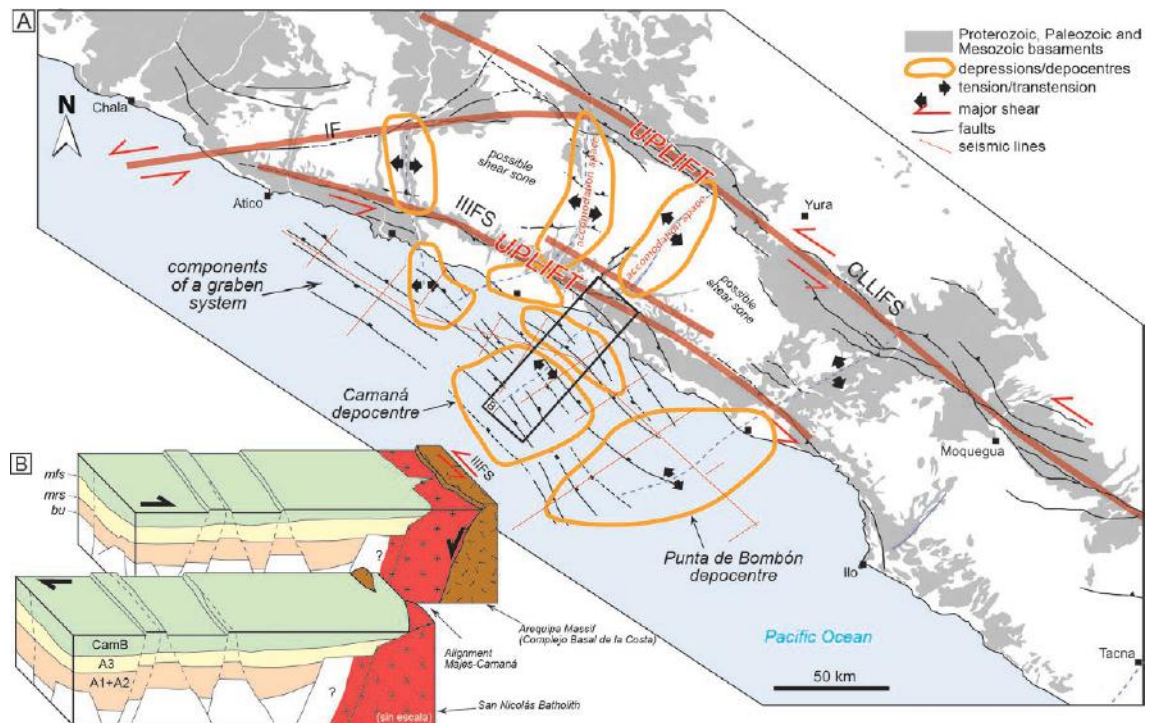 A
Proterozoic, Paleozoic and
Mesozoic basaments
depressions/depocentres
tension/transtension
major shear
faults
seismic lines
Chala
N
IF
UPLIFT
possible
shear sone
accomodation space
accomodation space
Yura
Atico
IIIFS
UPLIFT
CLLIFS
components
of a graben
system
possible
shear sone
Camaná
depocentre
B
Moquegua
Punta de Bombón
depocentre
Ilo
Pacific Ocean
Tacna
50 km
B
IIIFS
mfs
mrs
bu
?
CamB
A3
A1+A2
?
Arequipa Massif
(Complejo Basal de la Costa)
Alignment
Majes-Camaná
San Nicolás Batholith
(sin escala)